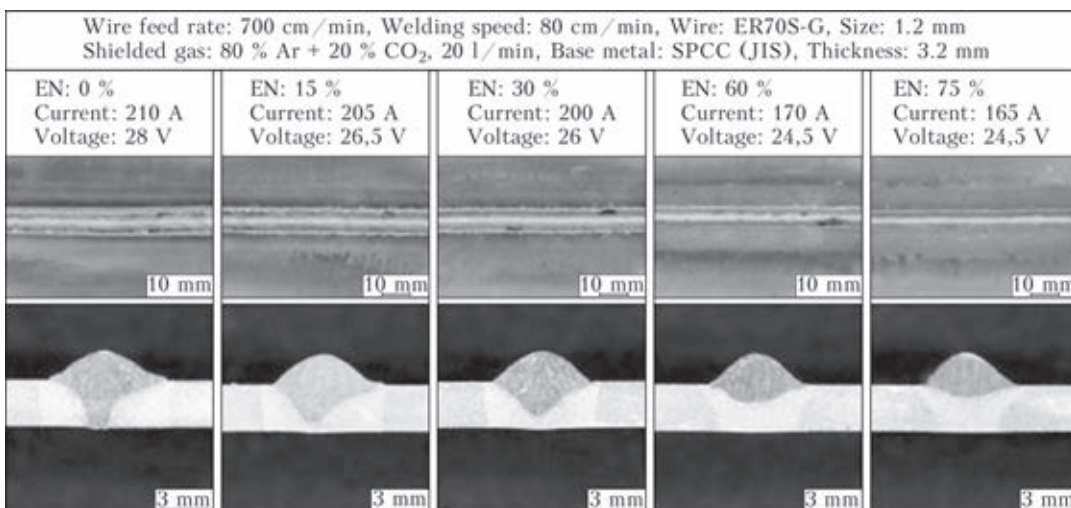 Wire feed rate: 700 cm/min, Welding speed: 80 cm/min, Wire: ER70S-G, Size: 1.2 mm
Shielded gas: 80 % Ar + 20 % CO₂, 20 l/min, Base metal: SPCC (JIS), Thickness: 3.2 mm
EN: 0 %
Current: 210 A
Voltage: 28 V
EN: 15 %
Current: 205 A
Voltage: 26,5 V
EN: 30 %
Current: 200 A
Voltage: 26 V
EN: 60 %
Current: 170 A
Voltage: 24,5 V
EN: 75 %
Current: 165 A
Voltage: 24,5 V
10 mm
10 mm
10 mm
10 mm
10 mm
3 mm
3 mm
3 mm
3 mm
3 mm